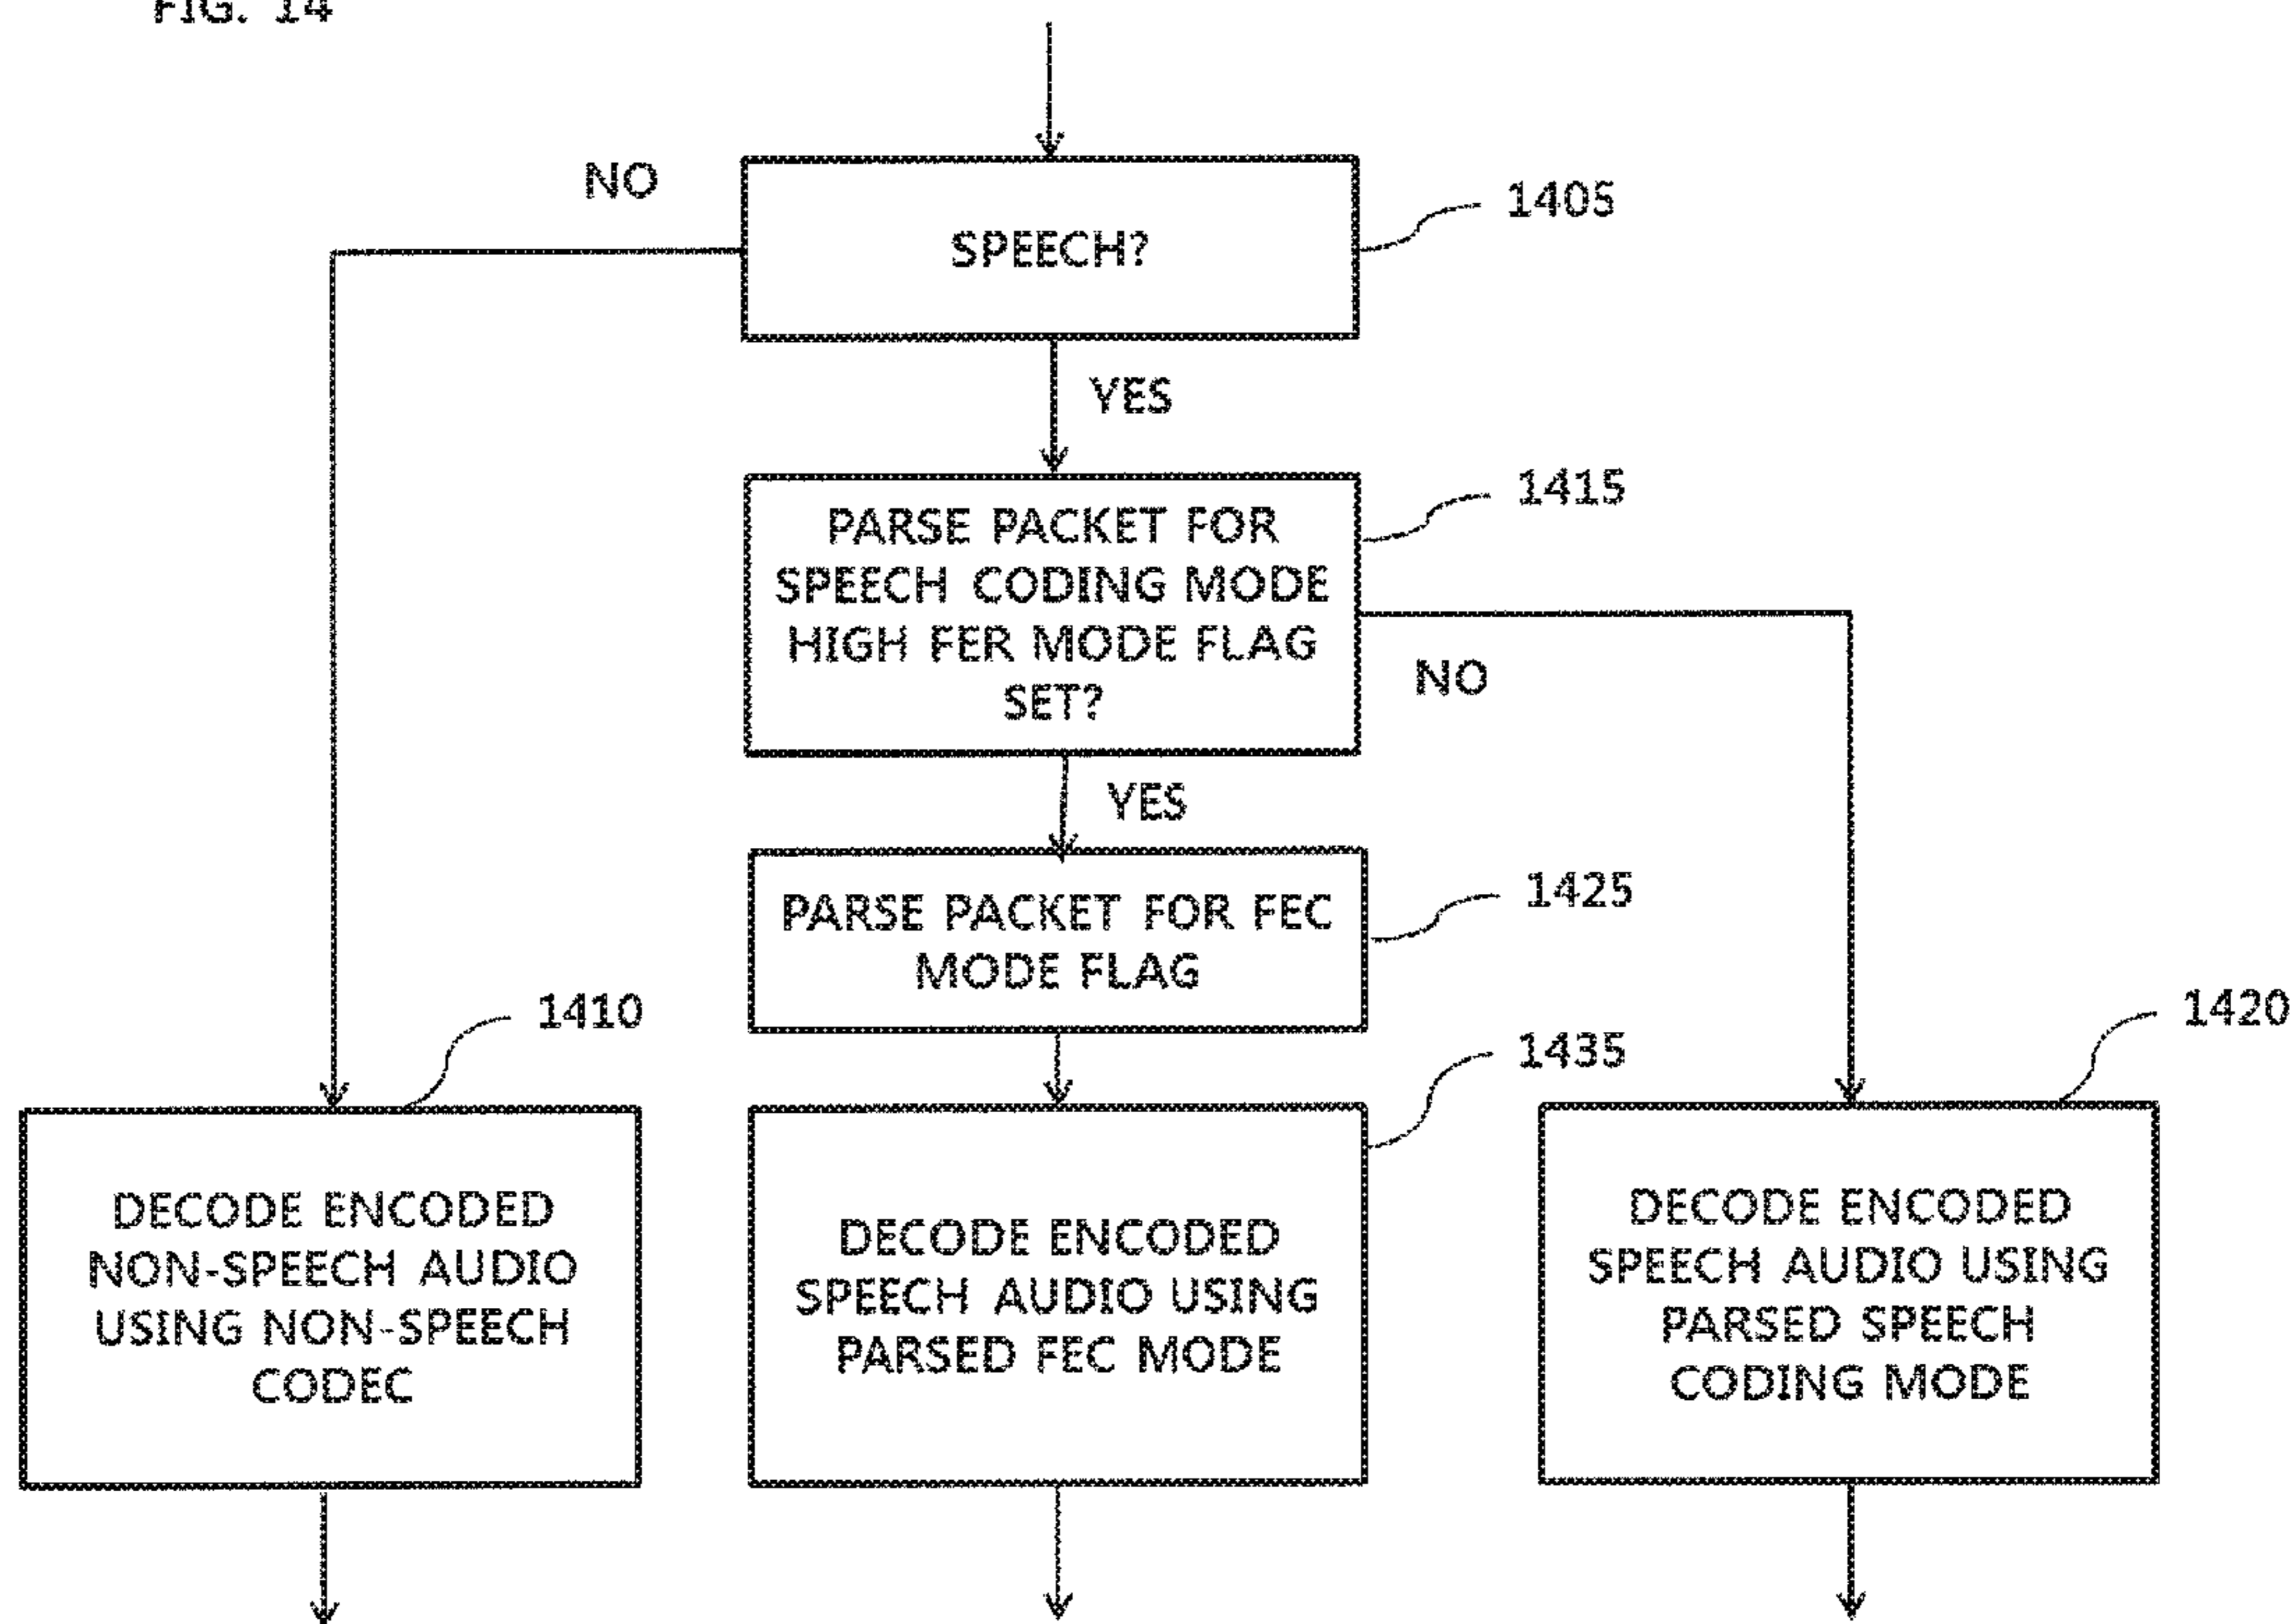 FIG. 14
NO
SPEECH?
1405
YES
PARSE PACKET FOR
SPEECH CODING MODE
HIGH FER MODE FLAG
SET?
1415
NO
YES
PARSE PACKET FOR FEC
MODE FLAG
1425
1410
1435
1420
DECODE ENCODED
NON-SPEECH AUDIO
USING NON-SPEECH
CODEC
DECODE ENCODED
SPEECH AUDIO USING
PARSED FEC MODE
DECODE ENCODED
SPEECH AUDIO USING
PARSED SPEECH
CODING MODE